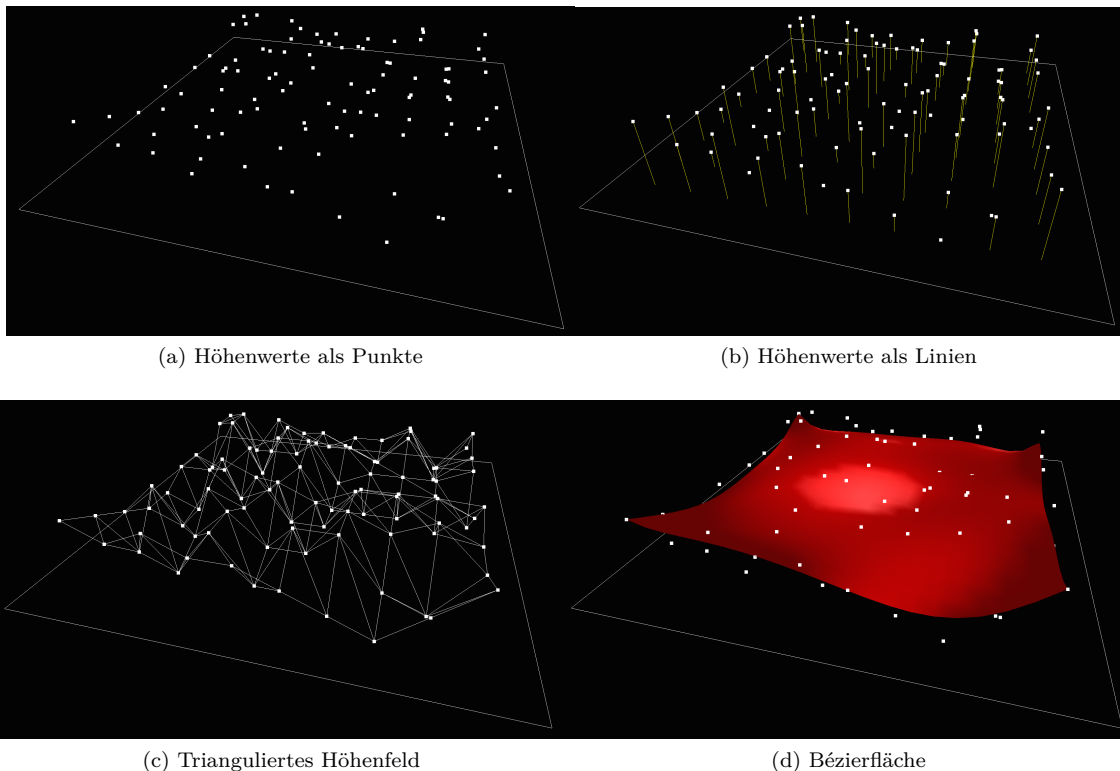 (a) Höhenwerte als Punkte
(b) Höhenwerte als Linien
(c) Trianguliertes Höhenfeld
(d) Bézierfläche